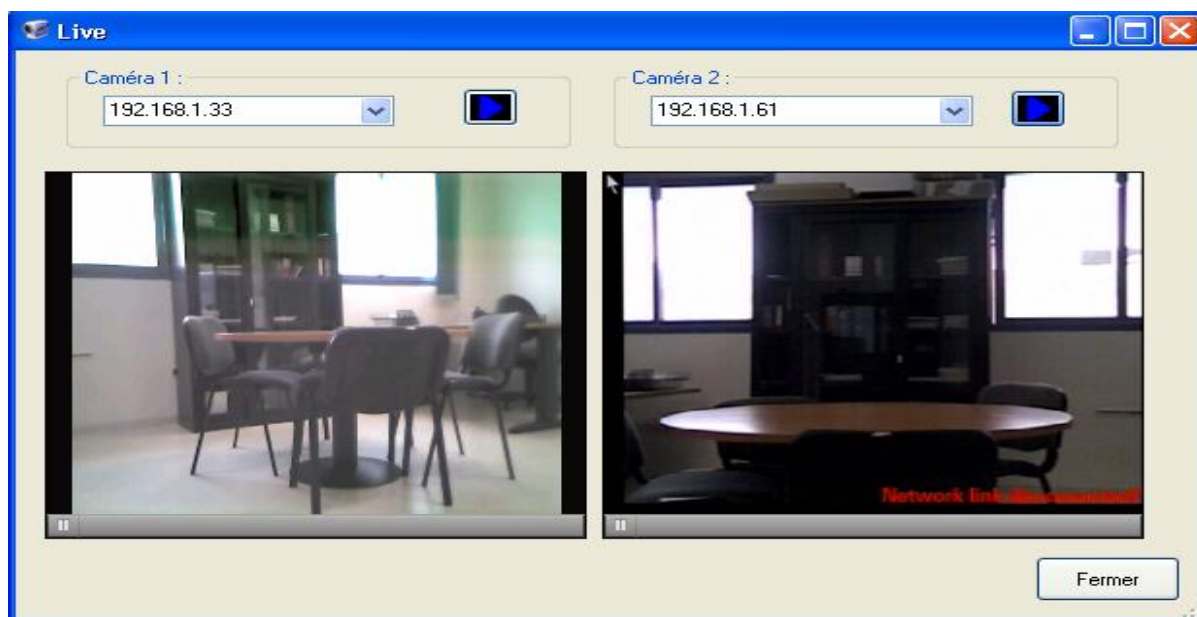 Live
Caméra 1 :
192.168.1.33
Caméra 2 :
192.168.1.61
Network link
Fermer